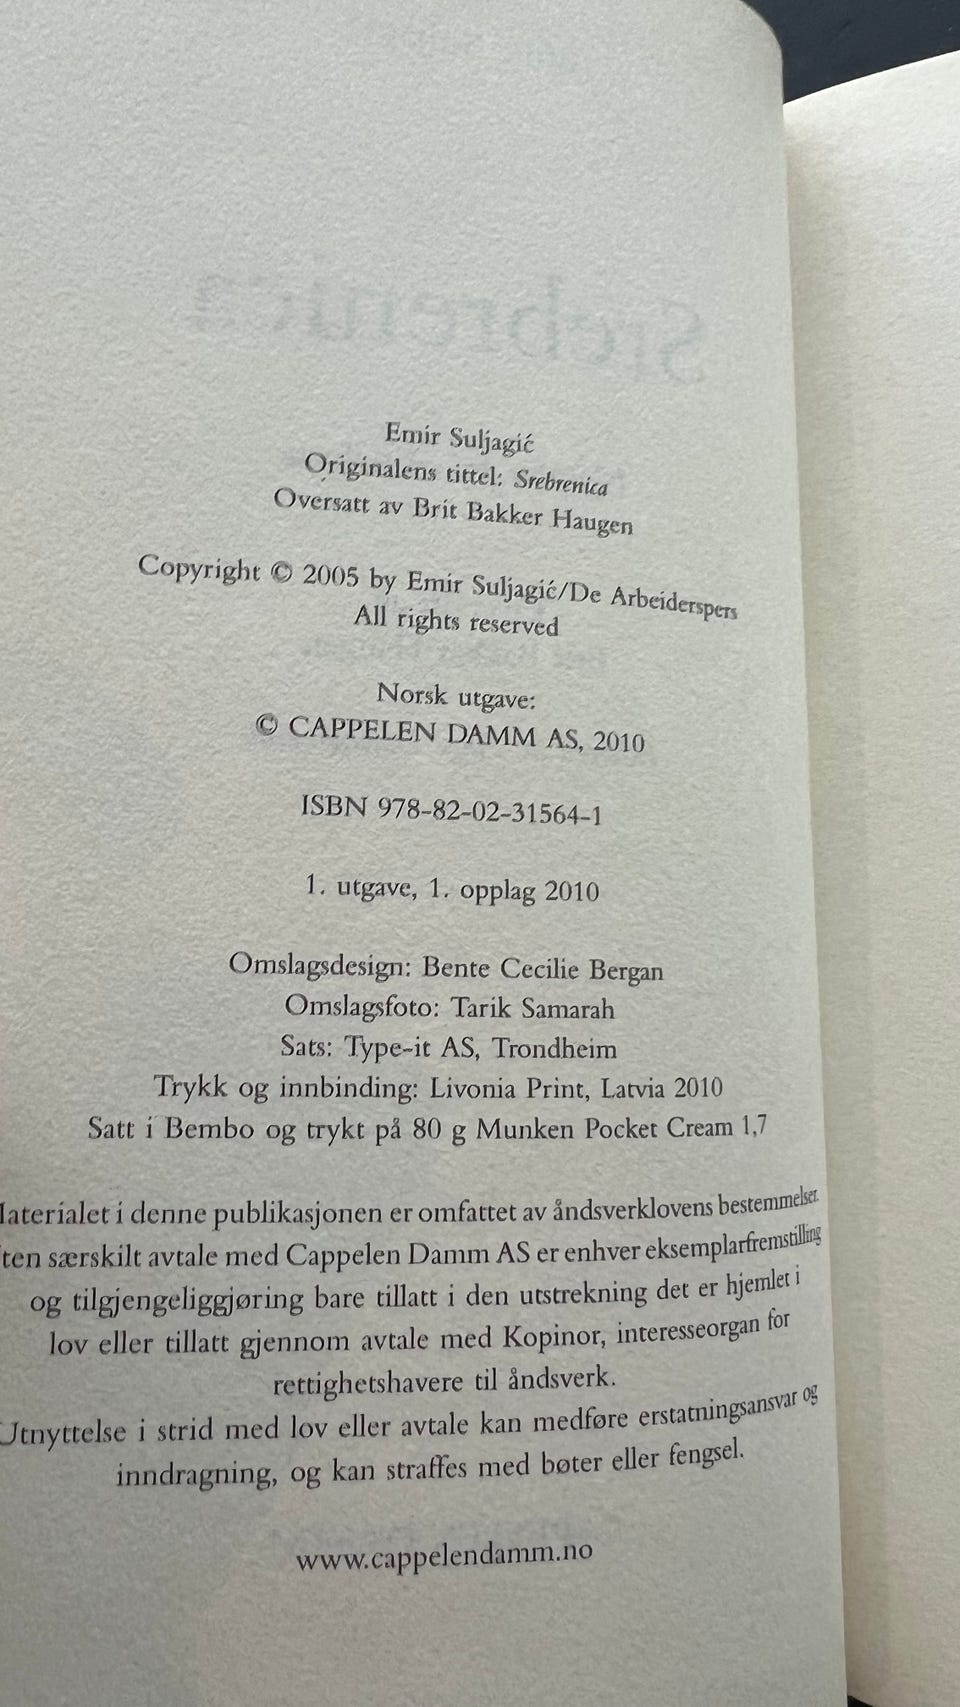 Srebrenica
Emir Suljagić
Originalens tittel: Srebrenica
Oversatt av Brit Bakker Haugen
Copyright © 2005 by Emir Suljagić/De Arbeiderspers
All rights reserved
Norsk utgave:
© CAPPELEN DAMM AS, 2010
ISBN 978-82-02-31564-1
1. utgave, 1. opplag 2010
Omslagsdesign: Bente Cecilie Bergan
Omslagsfoto: Tarik Samarah
Sats: Type-it AS, Trondheim
Trykk og innbinding: Livonia Print, Latvia 2010
Satt i Bembo og trykt på 80 g Munken Pocket Cream 1,7
Materialet i denne publikasjonen er omfattet av åndsverklovens bestemmelser.
ten særskilt avtale med Cappelen Damm AS er enhver eksemplarfremstilling
og tilgjengeliggjøring bare tillatt i den utstrekning det er hjemlet i
lov eller tillatt gjennom avtale med Kopinor, interesseorgan for
rettighetshavere til åndsverk.
Utnyttelse i strid med lov eller avtale kan medføre erstatningsansvar og
inndragning, og kan straffes med bøter eller fengsel.
www.cappelendamm.no